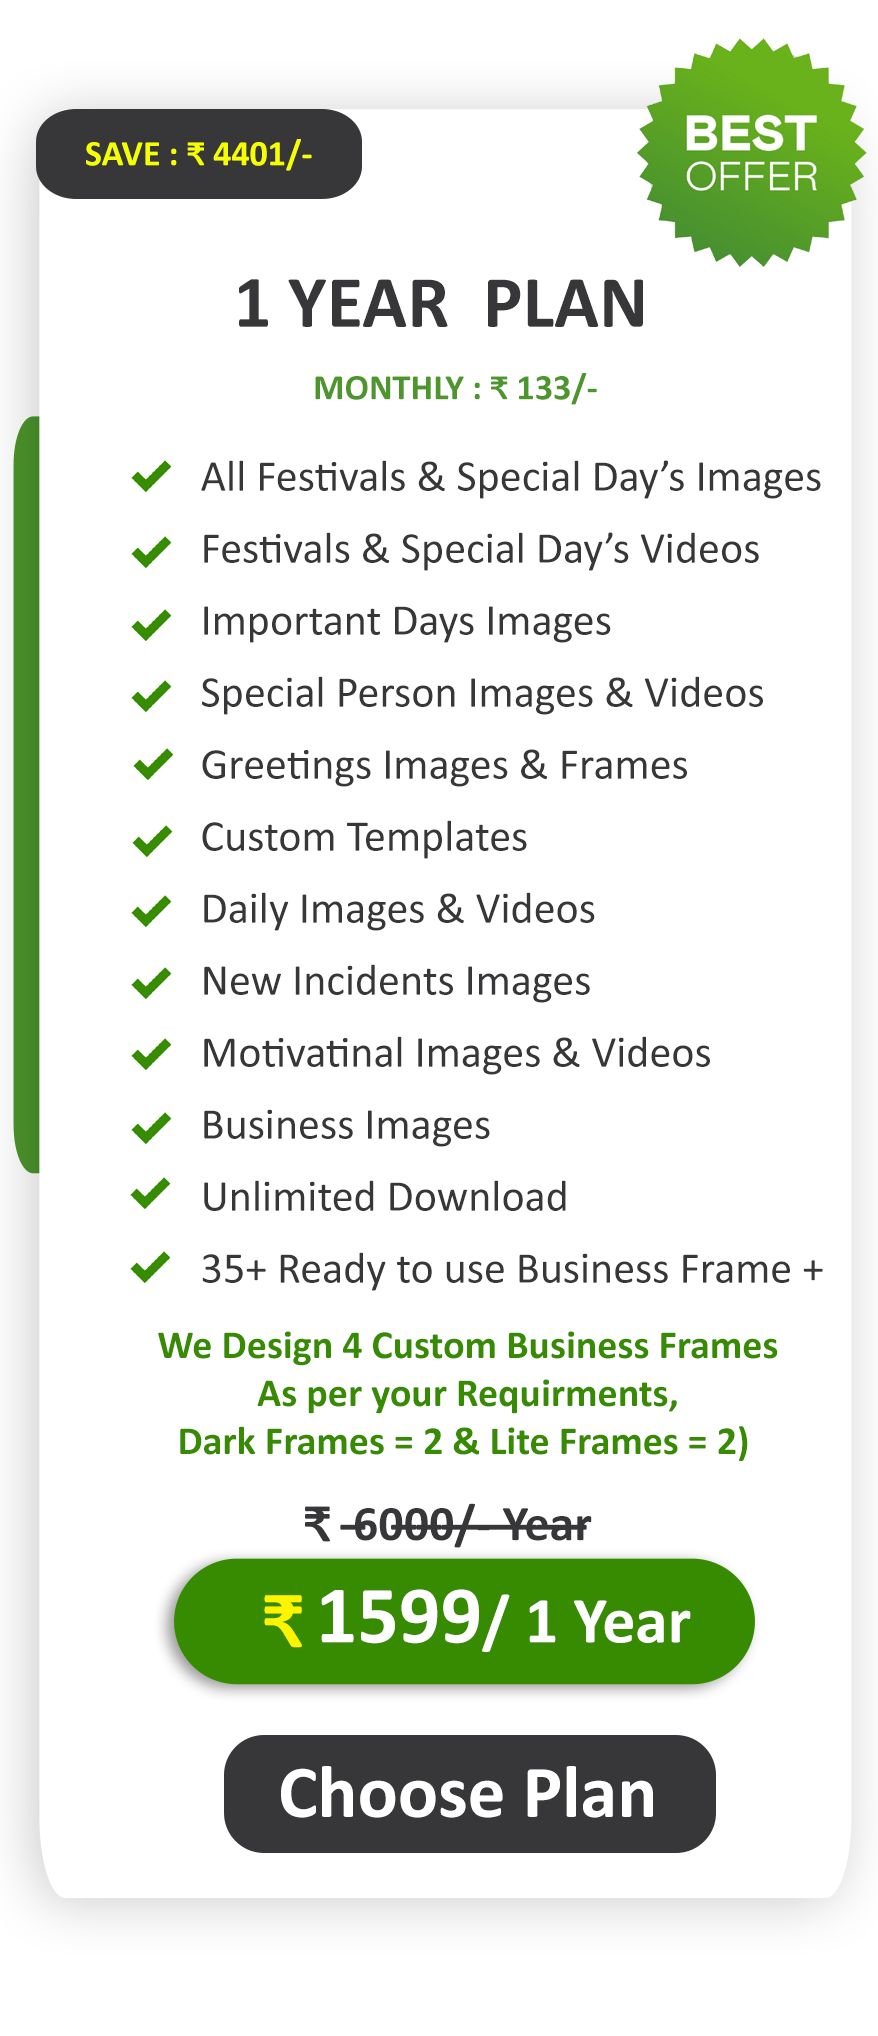 SAVE : ₹ 4401/-
BEST
OFFER
1 YEAR PLAN
MONTHLY : ₹ 133/-
All Festivals & Special Day’s Images
Festivals & Special Day’s Videos
Important Days Images
Special Person Images & Videos
Greetings Images & Frames
Custom Templates
Daily Images & Videos
New Incidents Images
Motivatinal Images & Videos
Business Images
Unlimited Download
35+ Ready to use Business Frame +
We Design 4 Custom Business Frames
As per your Requirments,
Dark Frames = 2 & Lite Frames = 2)
₹ 6000/- Year
₹ 1599/ 1 Year
Choose Plan